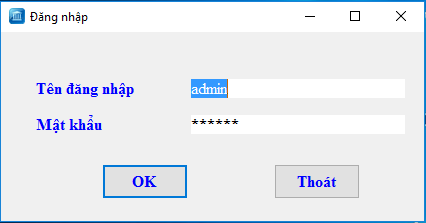 Đăng nhập
Tên đăng nhập admin
Mật khẩu ******
OK Thoát